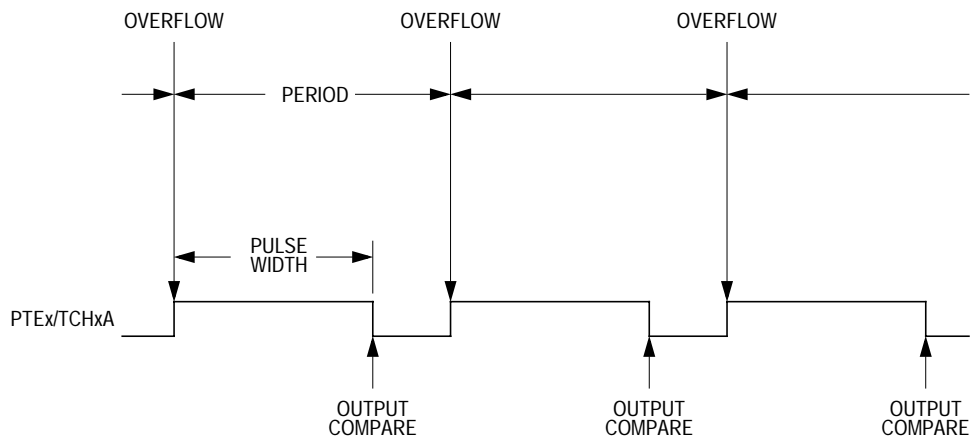 OVERFLOW
OVERFLOW
OVERFLOW
PERIOD
PULSE
WIDTH
PTEx/TCHxA
OUTPUT
COMPARE
OUTPUT
COMPARE
OUTPUT
COMPARE